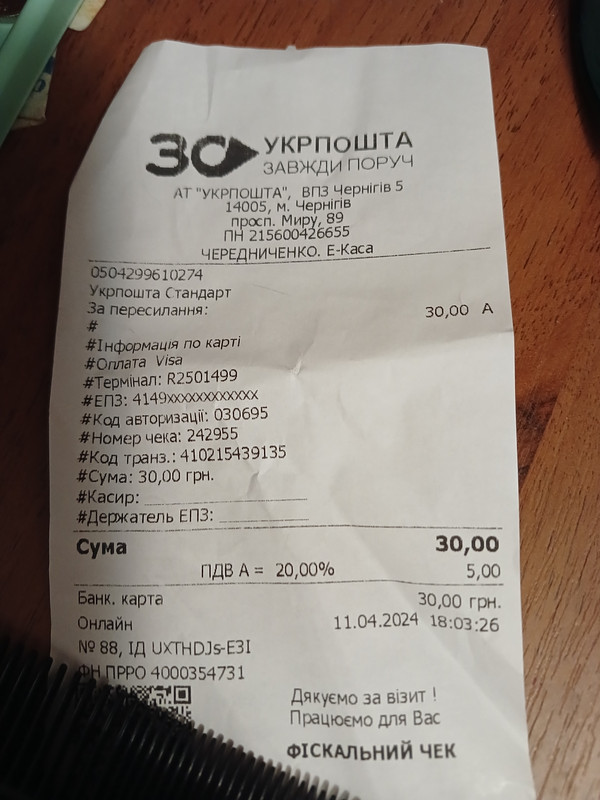 30 УКРПОШТА
ЗАВЖДИ ПОРУЧ
АТ "УКРПОШТА", ВПЗ Чернігів 5
14005, м. Чернігів
просп. Миру, 89
ПН 215600426655
ЧЕРЕДНИЧЕНКО. Е-Каса
0504299610274
Укрпошта Стандарт
За пересилання: 30,00 А
#
#Інформація по карті
#Оплата Visa
#Термінал: R2501499
#ЕПЗ: 4149xxxxxxxxxxxx
#Код авторизації: 030695
#Номер чека: 242955
#Код транз.: 410215439135
#Сума: 30,00 грн.
#Касир:
#Держатель ЕПЗ:
Сума 30,00
ПДВ А = 20,00% 5,00
Банк. карта 30,00 грн.
Онлайн 11.04.2024 18:03:26
№ 88, ІД UXTHDJs-E3I
ФН ПРРО 4000354731
Дякуємо за візит !
Працюємо для Вас
ФІСКАЛЬНИЙ ЧЕК